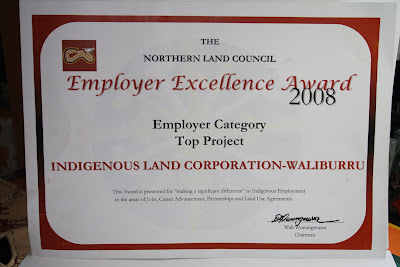 THE
NORTHERN LAND COUNCIL
Employer Excellence Award
2008
Employer Category
Top Project
INDIGENOUS LAND CORPORATION-WALIBURRU
This Award is presented for "making a significant difference" to Indigenous Employment
in the areas of Jobs, Career Advancement, Partnerships and Land Use Agreements.
Wali Wunungmurra
Chairman